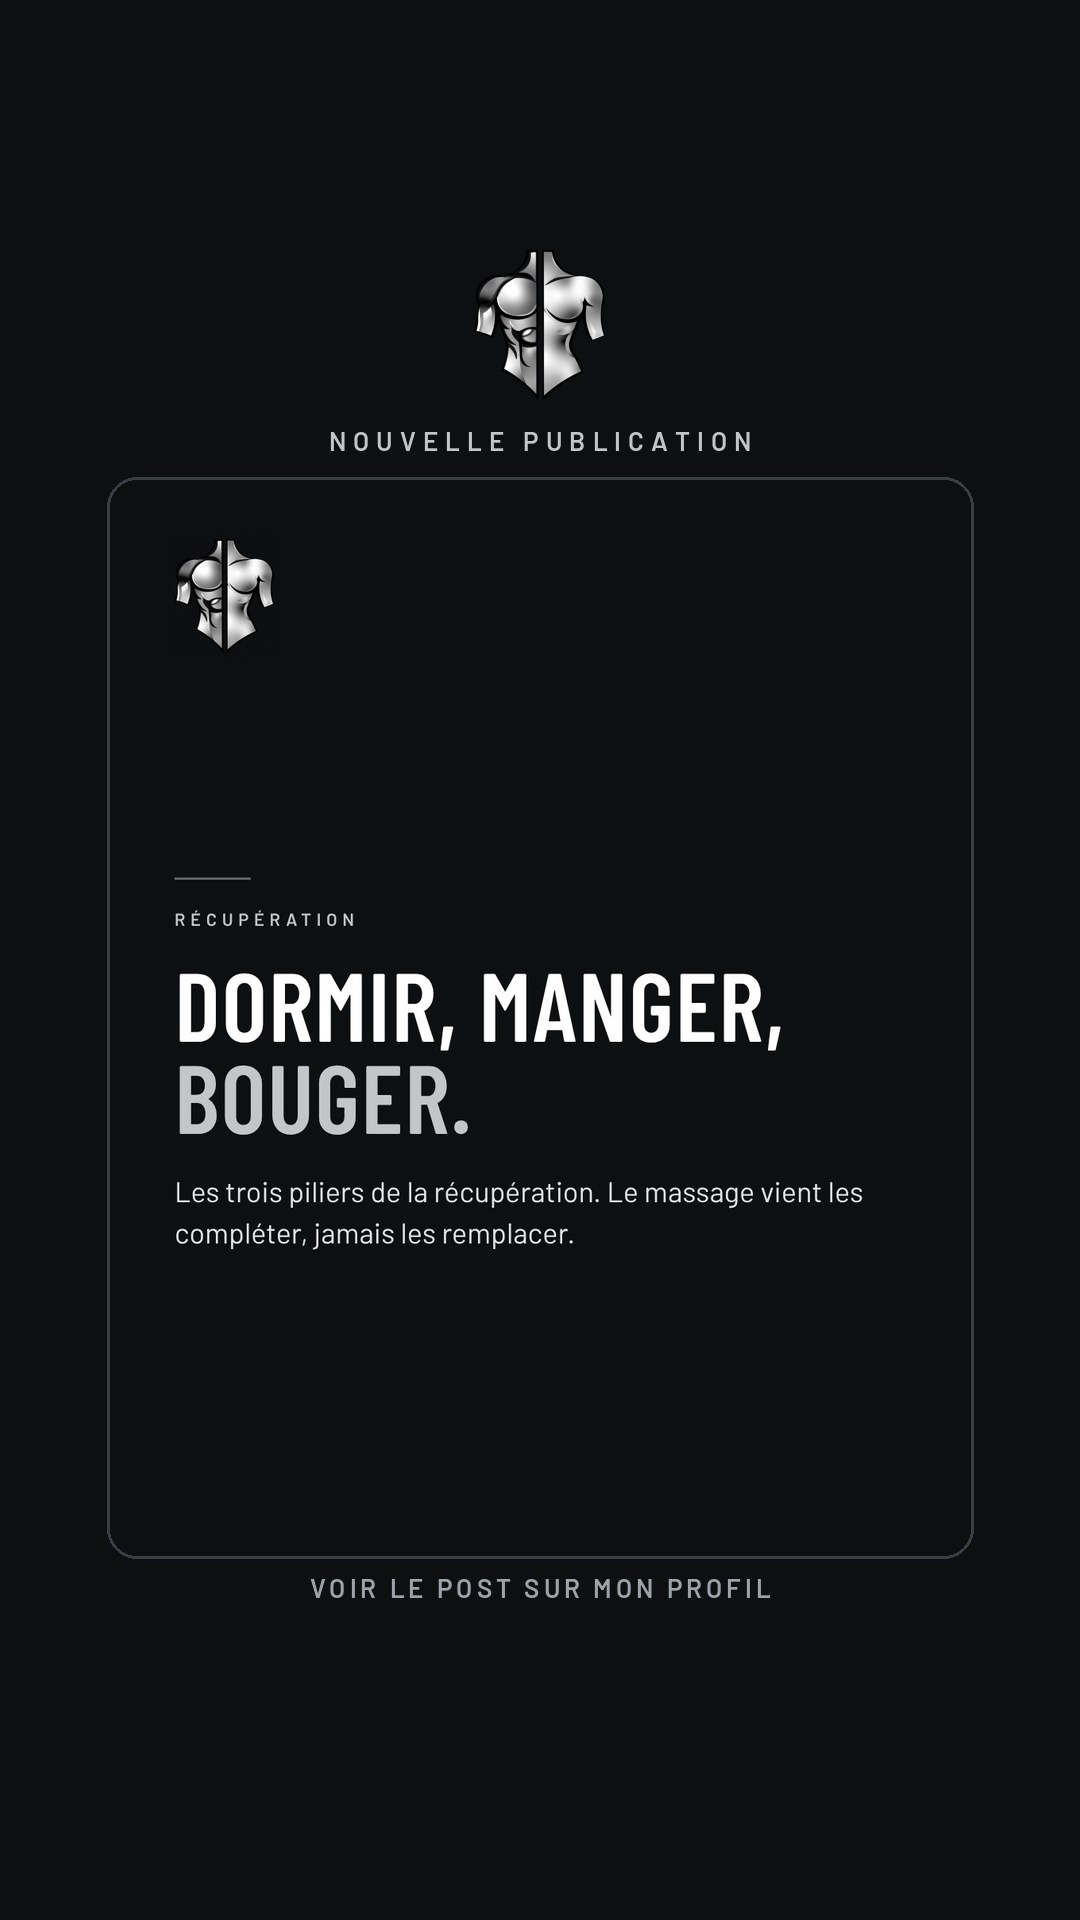 NOUVELLE PUBLICATION
RÉCUPÉRATION
DORMIR, MANGER,
BOUGER.
Les trois piliers de la récupération. Le massage vient les
compléter, jamais les remplacer.
VOIR LE POST SUR MON PROFIL